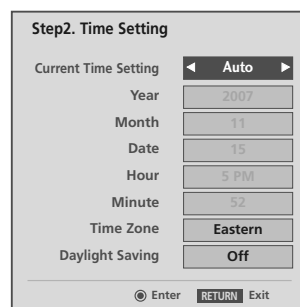 Step2. Time Setting
Current Time Setting ◀ Auto ▶
Year 2007
Month 11
Date 15
Hour 5 PM
Minute 52
Time Zone Eastern
Daylight Saving Off
Enter RETURN Exit